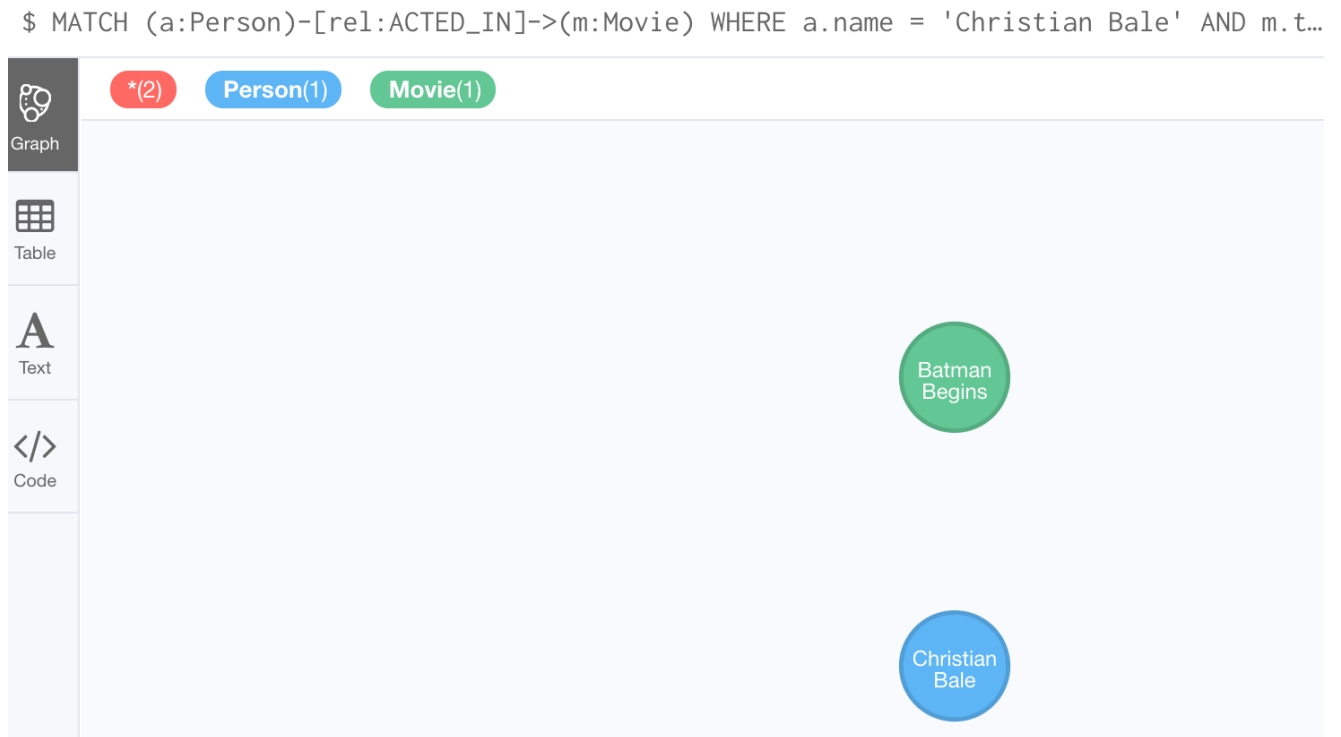 $ MATCH (a:Person)-[rel:ACTED_IN]->(m:Movie) WHERE a.name = 'Christian Bale' AND m.t…
*(2) Person(1) Movie(1)
Graph
Table
A
Text
</>
Code
Batman
Begins
Christian
Bale